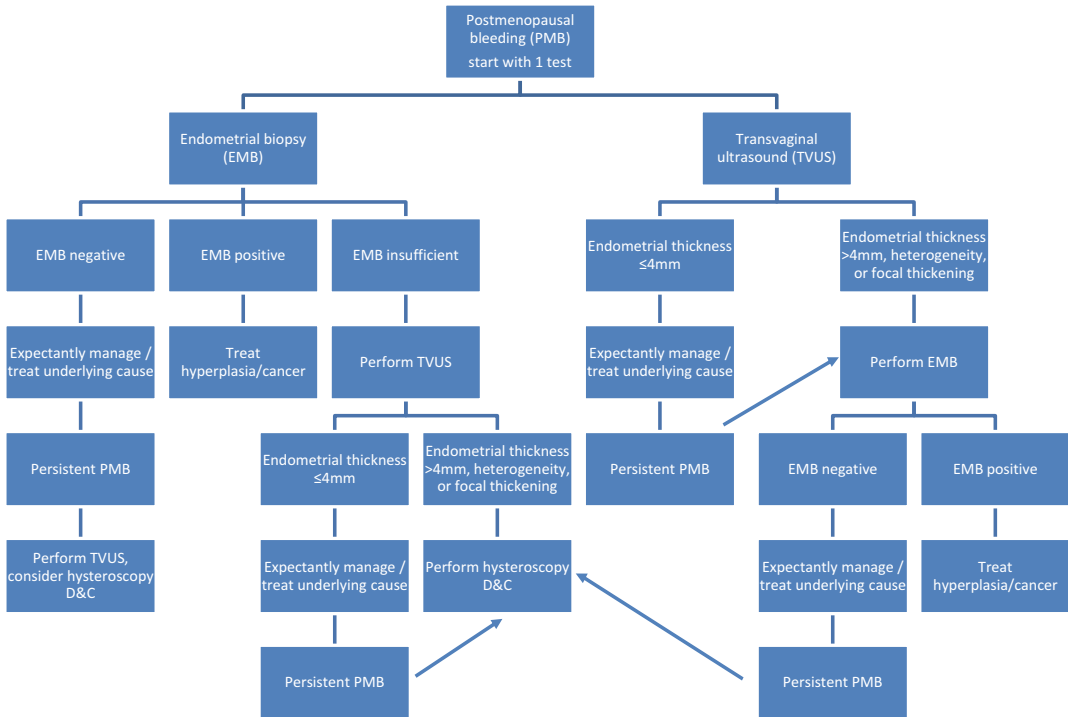 Postmenopausal
bleeding (PMB)
start with 1 test
Endometrial biopsy
(EMB)
Transvaginal
ultrasound (TVUS)
EMB negative
EMB positive
EMB insufficient
Endometrial thickness
≤4mm
Endometrial thickness
>4mm, heterogeneity,
or focal thickening
Expectantly manage /
treat underlying cause
Treat
hyperplasia/cancer
Perform TVUS
Expectantly manage /
treat underlying cause
Perform EMB
Persistent PMB
Endometrial thickness
≤4mm
Endometrial thickness
>4mm, heterogeneity,
or focal thickening
Persistent PMB
EMB negative
EMB positive
Perform TVUS,
consider hysteroscopy
D&C
Expectantly manage /
treat underlying cause
Perform hysteroscopy
D&C
Expectantly manage /
treat underlying cause
Treat
hyperplasia/cancer
Persistent PMB
Persistent PMB